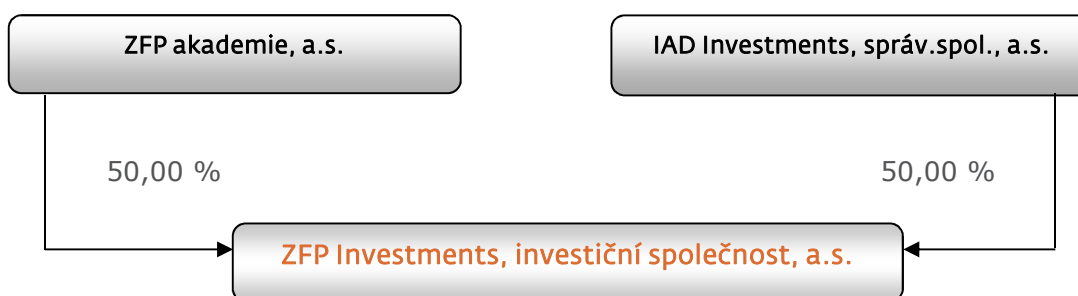 ZFP akademie, a.s.
IAD Investments, správ.spol., a.s.
50,00 %
50,00 %
ZFP Investments, investiční společnost, a.s.